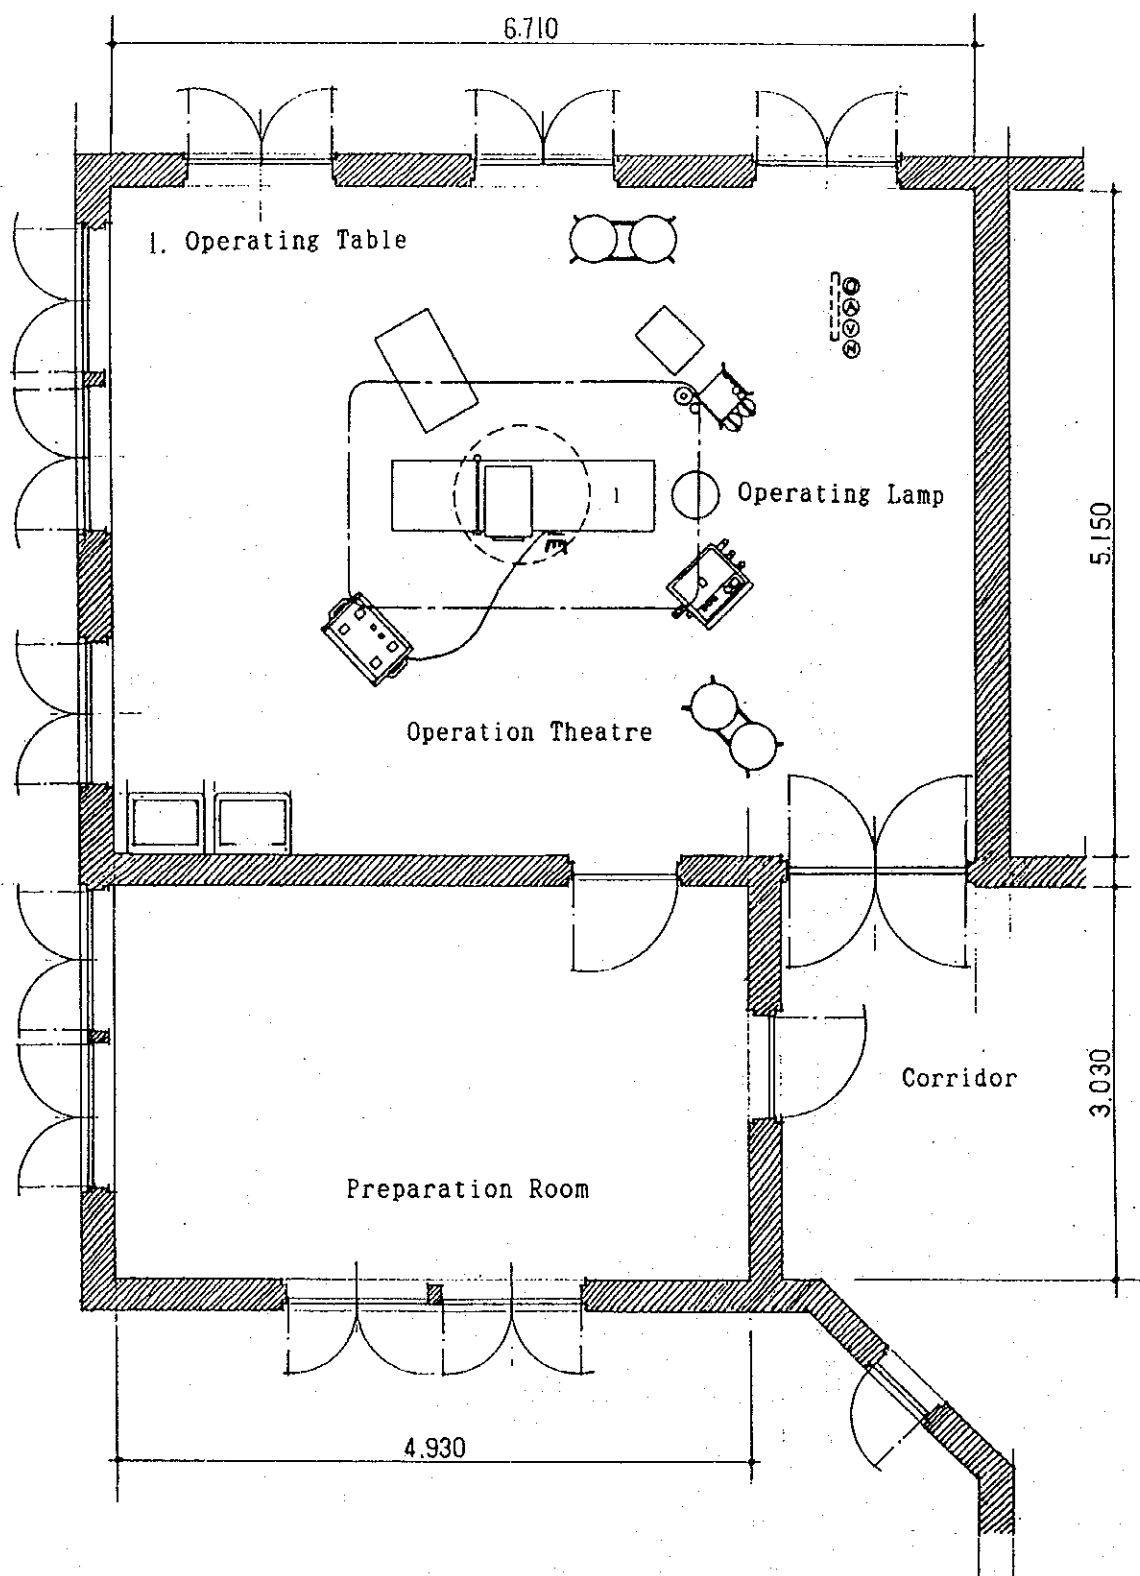 6.710
1. Operating Table
O
A
V
N
1
Operating Lamp
5.150
Operation Theatre
Corridor
3.030
Preparation Room
4.930